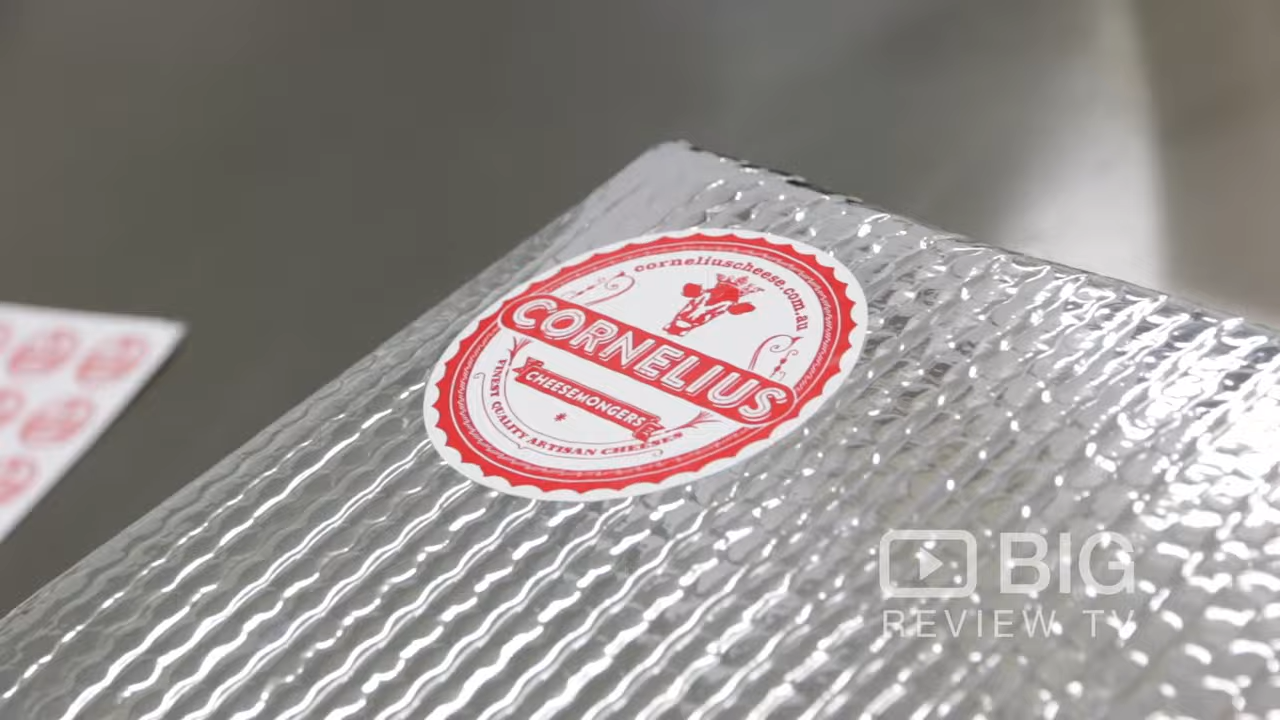 corneliuscheese.com.au
CORNELIUS
CHEESEMONGERS
FINEST QUALITY ARTISAN CHEESES
BIG
REVIEW TV